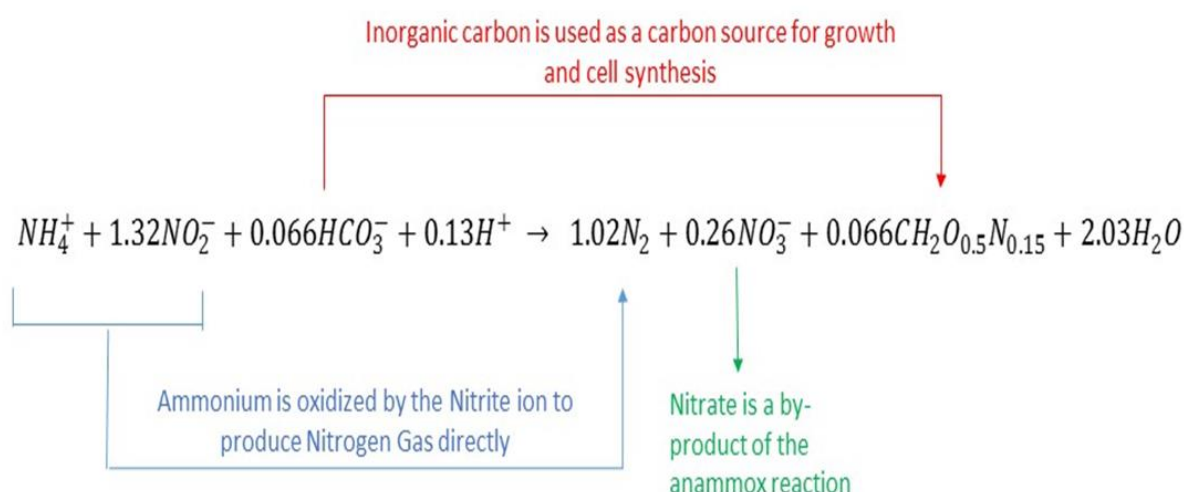 Inorganic carbon is used as a carbon source for growth
and cell synthesis
NH₄⁺ + 1.32NO₂⁻ + 0.066HCO₃⁻ + 0.13H⁺ → 1.02N₂ + 0.26NO₃⁻ + 0.066CH₂O₀.₅N₀.₁₅ + 2.03H₂O
Ammonium is oxidized by the Nitrite ion to
produce Nitrogen Gas directly
Nitrate is a by-
product of the
anammox reaction